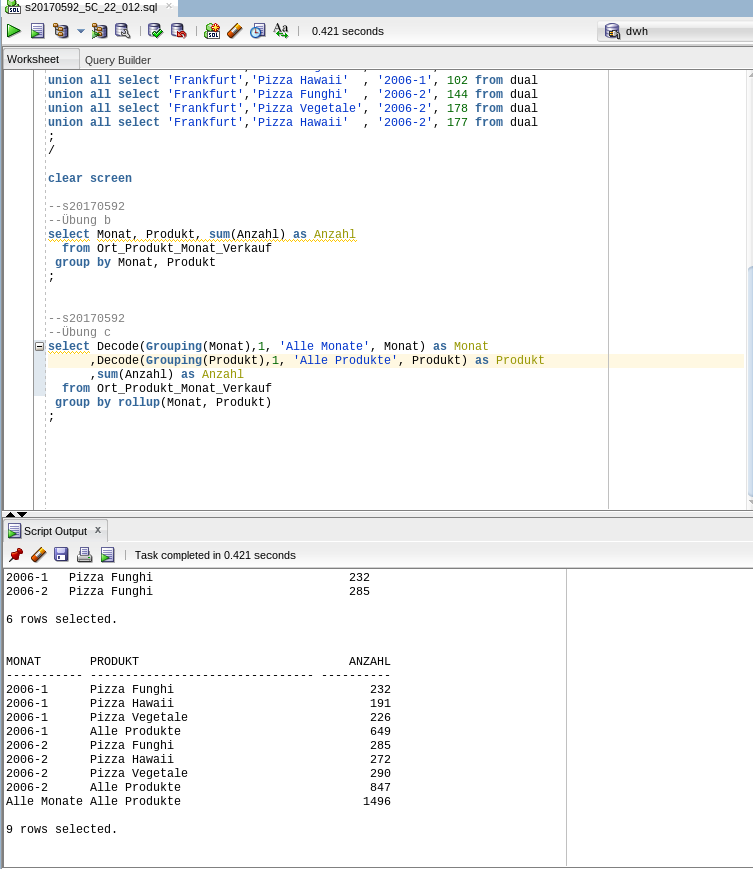 s20170592_5C_22_012.sql ×
0.421 seconds dwh
Worksheet Query Builder
union all select 'Frankfurt','Pizza Hawaii'  , '2006-1', 102 from dual
union all select 'Frankfurt','Pizza Funghi'  , '2006-2', 144 from dual
union all select 'Frankfurt','Pizza Vegetale', '2006-2', 178 from dual
union all select 'Frankfurt','Pizza Hawaii'  , '2006-2', 177 from dual
;
/
clear screen
--s20170592
--Übung b
select Monat, Produkt, sum(Anzahl) as Anzahl
  from Ort_Produkt_Monat_Verkauf
 group by Monat, Produkt
;
--s20170592
--Übung c
select Decode(Grouping(Monat),1, 'Alle Monate', Monat) as Monat
      ,Decode(Grouping(Produkt),1, 'Alle Produkte', Produkt) as Produkt
      ,sum(Anzahl) as Anzahl
  from Ort_Produkt_Monat_Verkauf
 group by rollup(Monat, Produkt)
;
Script Output x
Task completed in 0.421 seconds
2006-1   Pizza Funghi                            232
2006-2   Pizza Funghi                            285
6 rows selected.
MONAT       PRODUKT                              ANZAHL
----------- -------------------------------- ----------
2006-1      Pizza Funghi                            232
2006-1      Pizza Hawaii                            191
2006-1      Pizza Vegetale                          226
2006-1      Alle Produkte                           649
2006-2      Pizza Funghi                            285
2006-2      Pizza Hawaii                            272
2006-2      Pizza Vegetale                          290
2006-2      Alle Produkte                           847
Alle Monate Alle Produkte                          1496
9 rows selected.